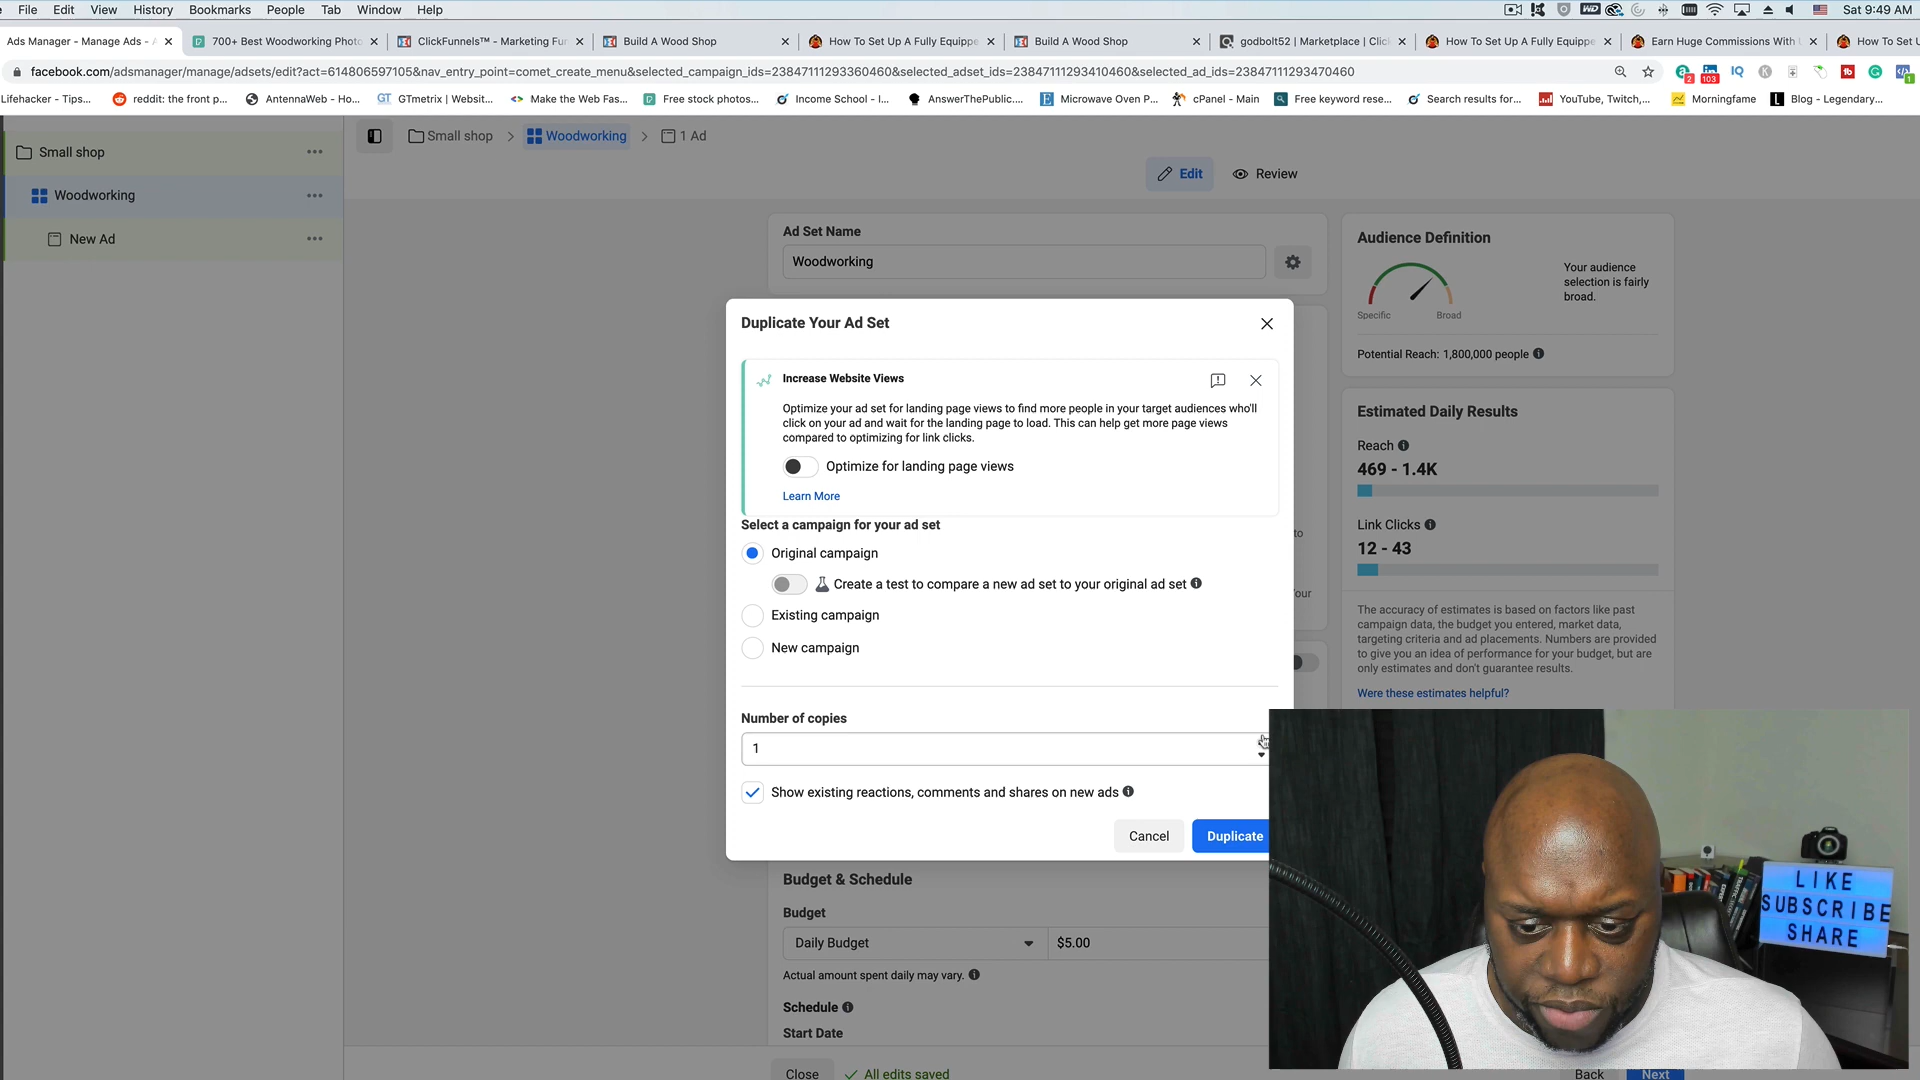 File Edit View History Bookmarks People Tab Window Help
Sat 9:49 AM
Ads Manager - Manage Ads -
700+ Best Woodworking Photo
ClickFunnels™ - Marketing Fu
Build A Wood Shop
How To Set Up A Fully Equippe
Build A Wood Shop
godbolt52 | Marketplace | Clic
How To Set Up A Fully Equippe
Earn Huge Commissions With
How To Set U
facebook.com/adsmanager/manage/adsets/edit?act=614806597105&nav_entry_point=comet_create_menu&selected_campaign_ids=23847111293360460&selected_adset_ids=23847111293410460&selected_ad_ids=23847111293470460
2
103
IQ
1
Lifehacker - Tips...
reddit: the front p...
AntennaWeb - Ho...
GT GTmetrix | Websit...
Make the Web Fas...
Free stock photos...
Income School - I...
AnswerThePublic....
Microwave Oven P...
cPanel - Main
Free keyword rese...
Search results for...
YouTube, Twitch,...
Morningfame
Blog - Legendary...
Small shop
Woodworking
New Ad
Small shop
Woodworking
1 Ad
Edit
Review
Ad Set Name
Woodworking
Audience Definition
Specific
Broad
Your audience
selection is fairly
broad.
Potential Reach: 1,800,000 people
Estimated Daily Results
Reach
469 - 1.4K
Link Clicks
12 - 43
The accuracy of estimates is based on factors like past
campaign data, the budget you entered, market data,
targeting criteria and ad placements. Numbers are provided
to give you an idea of performance for your budget, but are
only estimates and don't guarantee results.
Were these estimates helpful?
Duplicate Your Ad Set
Increase Website Views
Optimize your ad set for landing page views to find more people in your target audiences who'll
click on your ad and wait for the landing page to load. This can help get more page views
compared to optimizing for link clicks.
Optimize for landing page views
Learn More
Select a campaign for your ad set
Original campaign
Create a test to compare a new ad set to your original ad set
Existing campaign
New campaign
Number of copies
1
Show existing reactions, comments and shares on new ads
Cancel
Duplicate
to
our
Budget & Schedule
Budget
Daily Budget
$5.00
Actual amount spent daily may vary.
Schedule
Start Date
Close
All edits saved
Back
Next
LIKE
SUBSCRIBE
SHARE